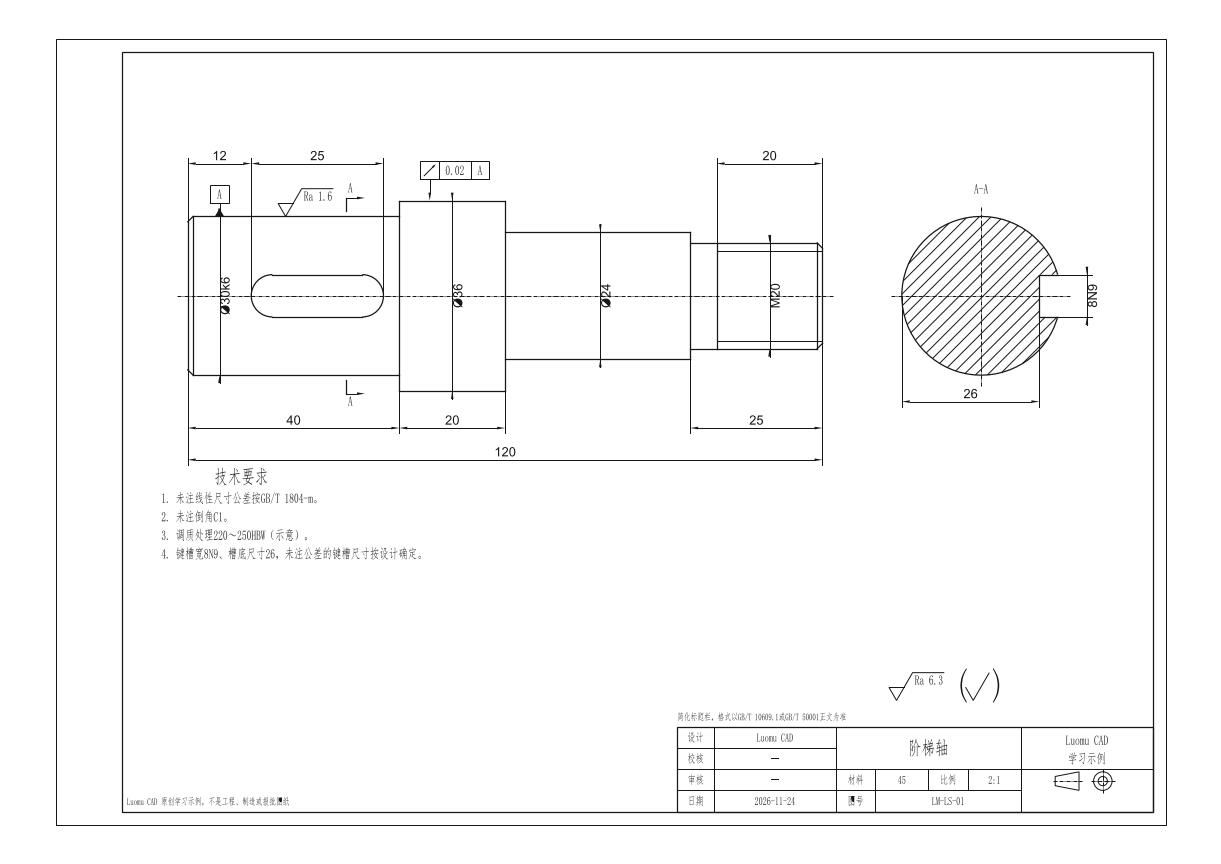 12
25
0.02 A
20
A
Ra 1.6
A
A-A
Ø30k6
Ø36
Ø24
M20
8N9
A
26
40
20
25
120
技术要求
1. 未注线性尺寸公差按GB/T 1804-m。
2. 未注倒角C1。
3. 调质处理220~250HBW（示意）。
4. 键槽宽8N9、槽底尺寸26，未注公差的键槽尺寸按设计确定。
Ra 6.3
简化标题栏，格式以GB/T 10609.1或GB/T 50001正文为准
设计 Luomu CAD 阶梯轴 Luomu CAD
校核 — 学习示例
审核 — 材料 45 比例 2:1
日期 2026-11-24 图号 LM-LS-01
Luomu CAD 原创学习示例，不是工程、制造或报批图纸